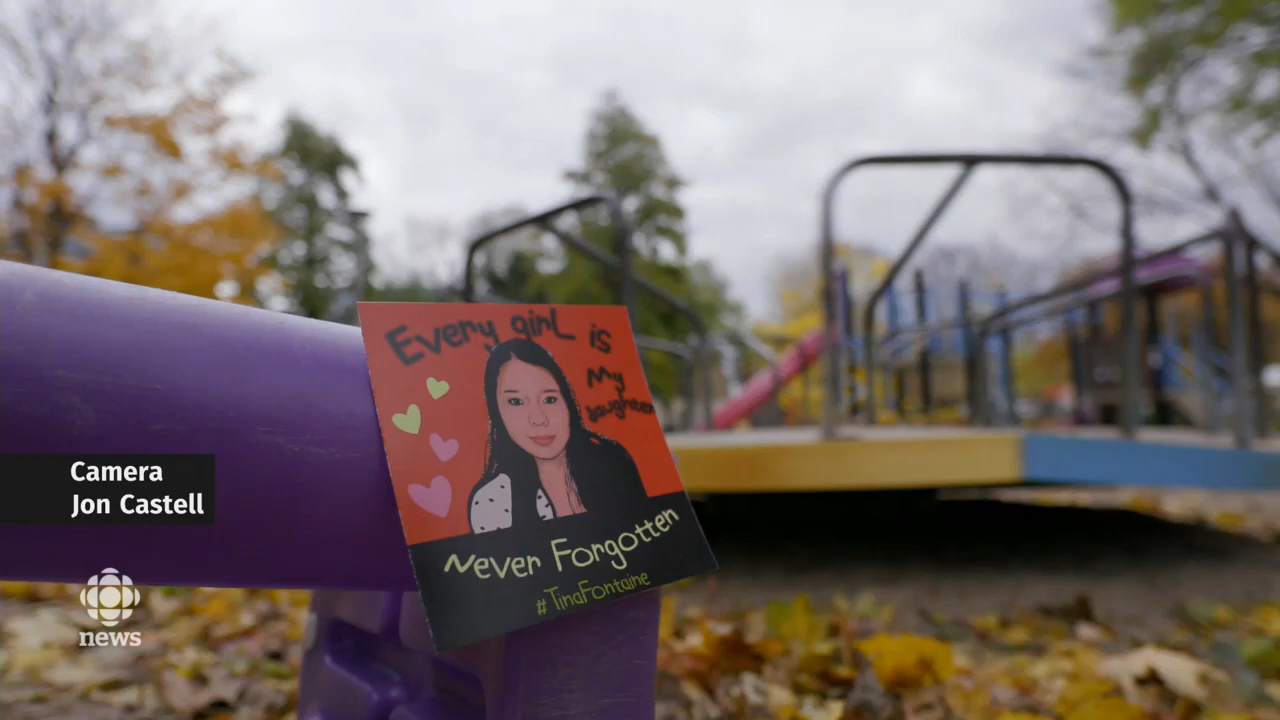 Every girl is
My
daughter
Never Forgotten
#TinaFontaine
Camera
Jon Castell
news